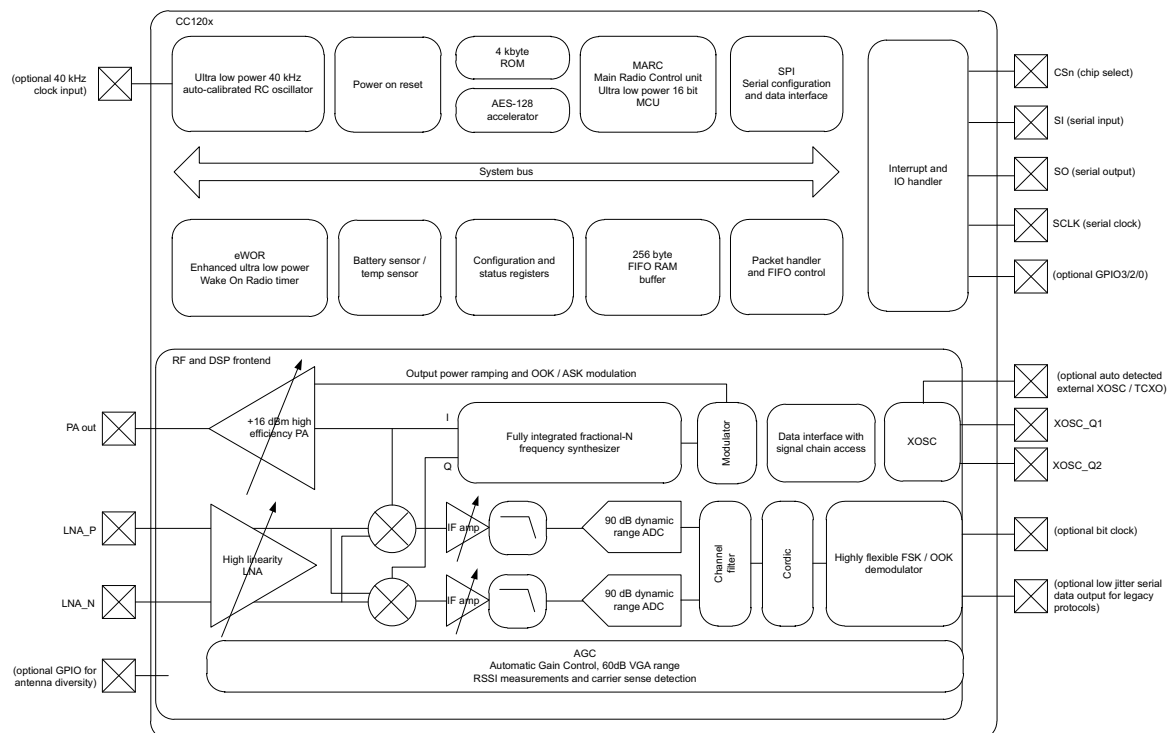 CC120x
(optional 40 kHz
clock input)
Ultra low power 40 kHz
auto-calibrated RC oscillator
Power on reset
4 kbyte
ROM
AES-128
accelerator
MARC
Main Radio Control unit
Ultra low power 16 bit
MCU
SPI
Serial configuration
and data interface
Interrupt and
IO handler
CSn (chip select)
SI (serial input)
SO (serial output)
SCLK (serial clock)
(optional GPIO3/2/0)
System bus
eWOR
Enhanced ultra low power
Wake On Radio timer
Battery sensor /
temp sensor
Configuration and
status registers
256 byte
FIFO RAM
buffer
Packet handler
and FIFO control
RF and DSP frontend
Output power ramping and OOK / ASK modulation
PA out
+16 dBm high
efficiency PA
I
Q
Fully integrated fractional-N
frequency synthesizer
Modulator
Data interface with
signal chain access
XOSC
(optional auto detected
external XOSC / TCXO)
XOSC_Q1
XOSC_Q2
LNA_P
LNA_N
High linearity
LNA
IF amp
90 dB dynamic
range ADC
IF amp
90 dB dynamic
range ADC
Channel
filter
Cordic
Highly flexible FSK / OOK
demodulator
(optional bit clock)
(optional low jitter serial
data output for legacy
protocols)
(optional GPIO for
antenna diversity)
AGC
Automatic Gain Control, 60dB VGA range
RSSI measurements and carrier sense detection